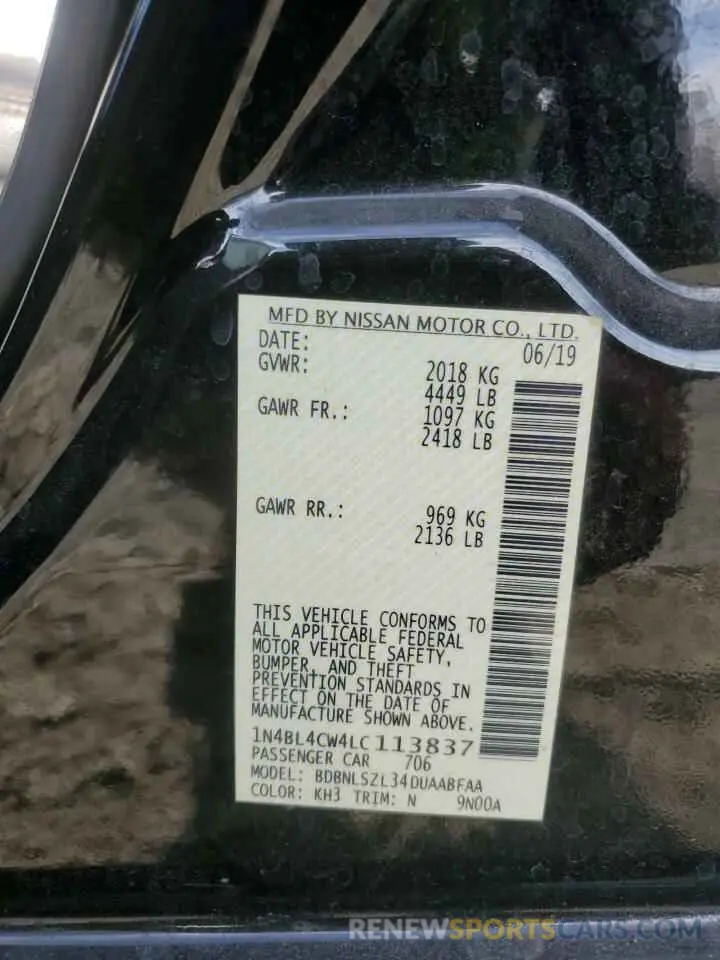 MFD BY NISSAN MOTOR CO., LTD.
DATE: 06/19
GVWR: 2018 KG
4449 LB
GAWR FR.: 1097 KG
2418 LB
GAWR RR.: 969 KG
2136 LB
THIS VEHICLE CONFORMS TO
ALL APPLICABLE FEDERAL
MOTOR VEHICLE SAFETY,
BUMPER, AND THEFT
PREVENTION STANDARDS IN
EFFECT ON THE DATE OF
MANUFACTURE SHOWN ABOVE.
1N4BL4CW4LC113837
PASSENGER CAR 706
MODEL: BDBNLSZL34DUAABFAA
COLOR: KH3 TRIM: N 9N00A
RENEWSPORTSCARS.COM